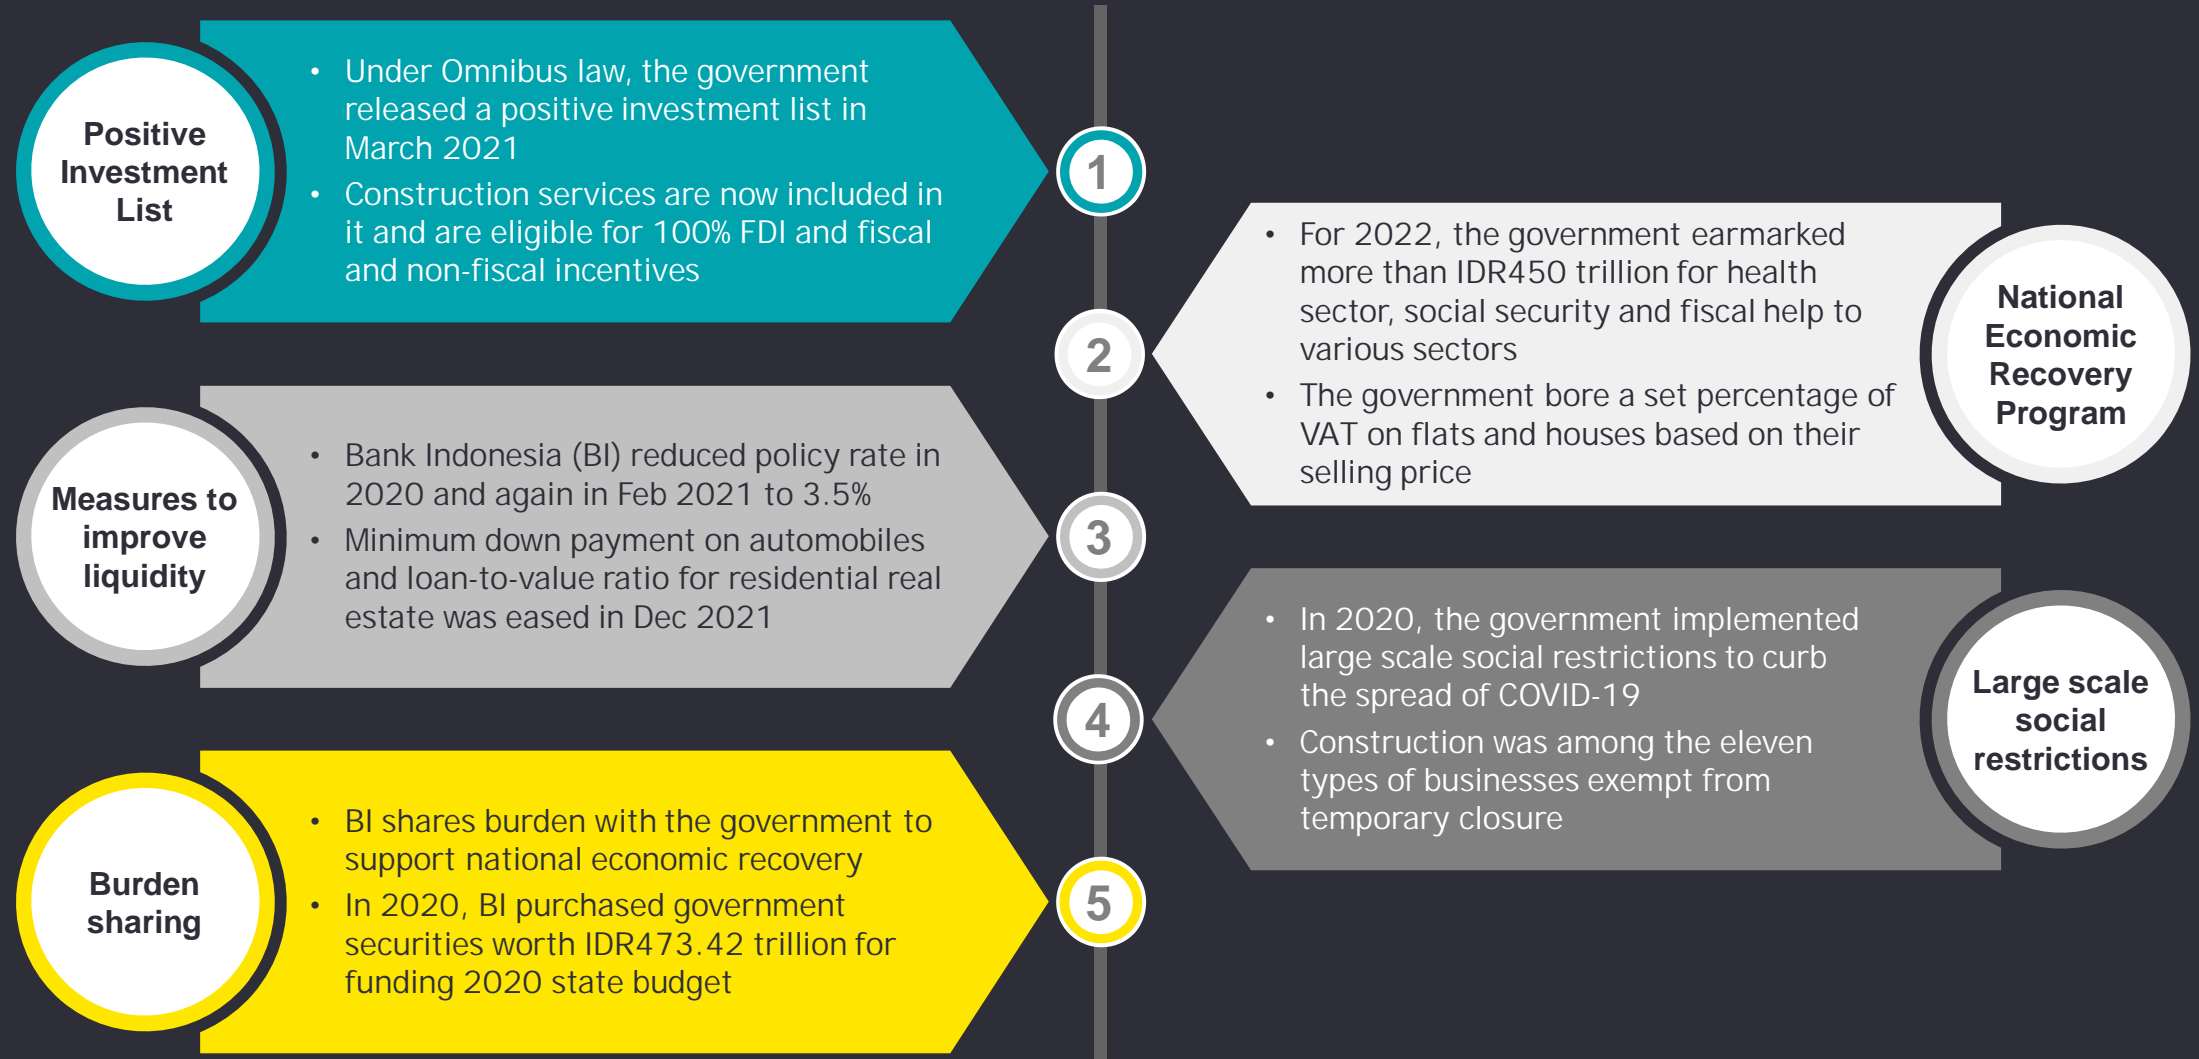 Positive
Investment
List
• Under Omnibus law, the government
released a positive investment list in
March 2021
• Construction services are now included in
it and are eligible for 100% FDI and fiscal
and non-fiscal incentives
1
2
• For 2022, the government earmarked
more than IDR450 trillion for health
sector, social security and fiscal help to
various sectors
• The government bore a set percentage of
VAT on flats and houses based on their
selling price
National
Economic
Recovery
Program
Measures to
improve
liquidity
• Bank Indonesia (BI) reduced policy rate in
2020 and again in Feb 2021 to 3.5%
• Minimum down payment on automobiles
and loan-to-value ratio for residential real
estate was eased in Dec 2021
3
4
• In 2020, the government implemented
large scale social restrictions to curb
the spread of COVID-19
• Construction was among the eleven
types of businesses exempt from
temporary closure
Large scale
social
restrictions
Burden
sharing
• BI shares burden with the government to
support national economic recovery
• In 2020, BI purchased government
securities worth IDR473.42 trillion for
funding 2020 state budget
5